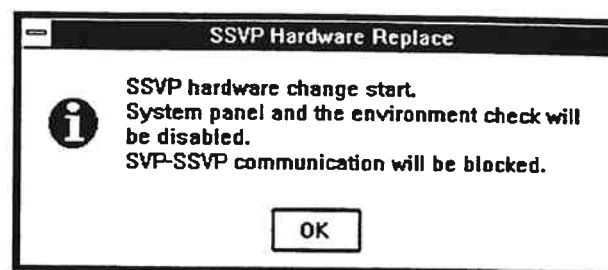 SSVP Hardware Replace
SSVP hardware change start.
System panel and the environment check will
be disabled.
SVP-SSVP communication will be blocked.
OK